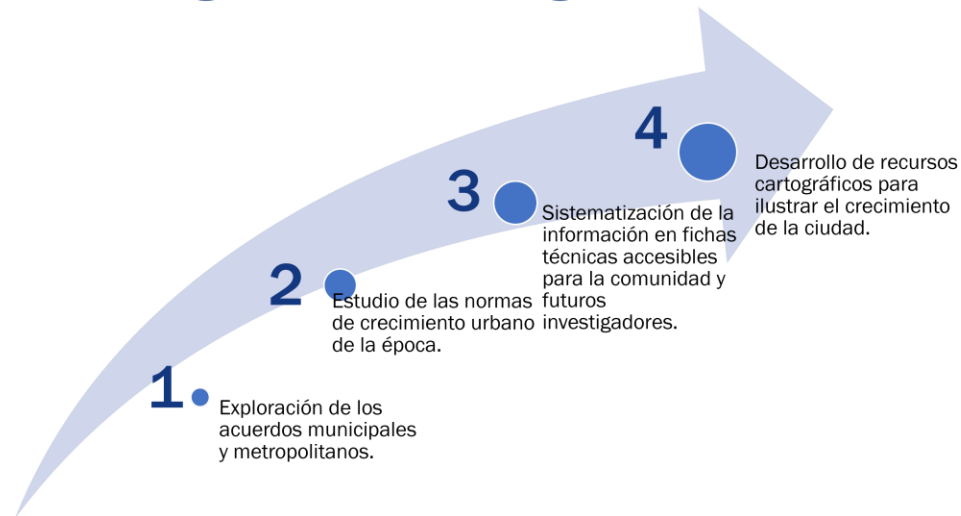 1
Exploración de los
acuerdos municipales
y metropolitanos.
2
Estudio de las normas
de crecimiento urbano
de la época.
3
Sistematización de la
información en fichas
técnicas accesibles
para la comunidad y
futuros
investigadores.
4
Desarrollo de recursos
cartográficos para
ilustrar el crecimiento
de la ciudad.